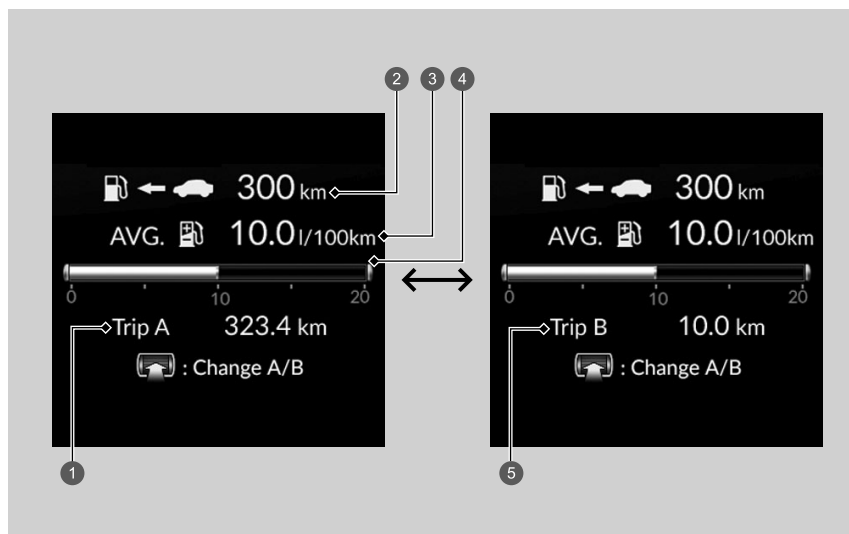 2 3 4
300 km
AVG. 10.0 l/100km
0 10 20
Trip A 323.4 km
: Change A/B
1
300 km
AVG. 10.0 l/100km
0 10 20
Trip B 10.0 km
: Change A/B
5